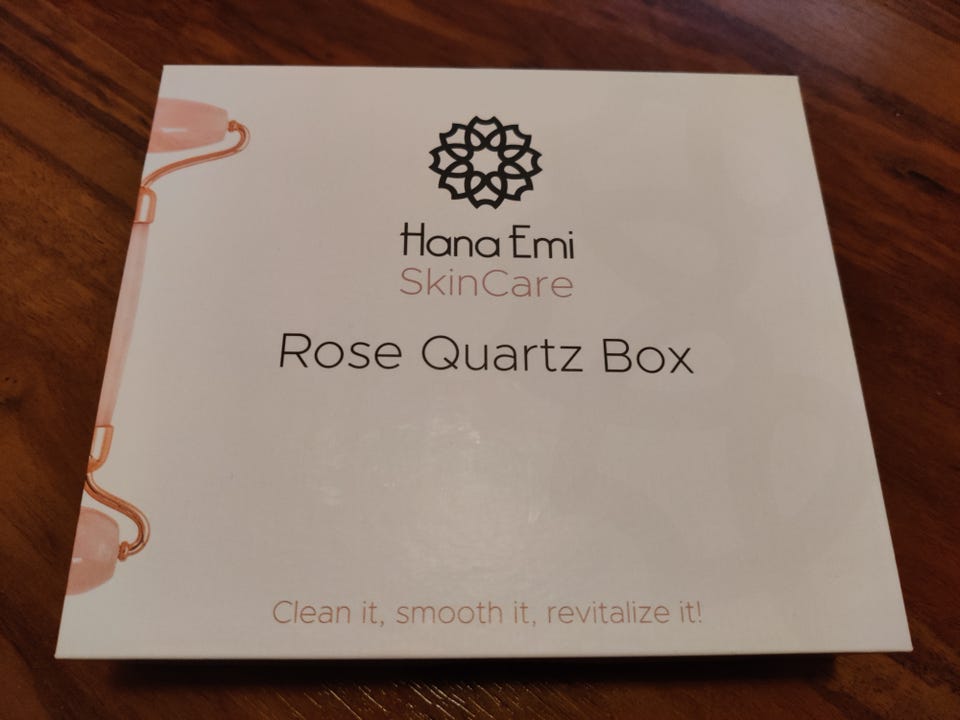 Hana Emi
SkinCare
Rose Quartz Box
Clean it, smooth it, revitalize it!